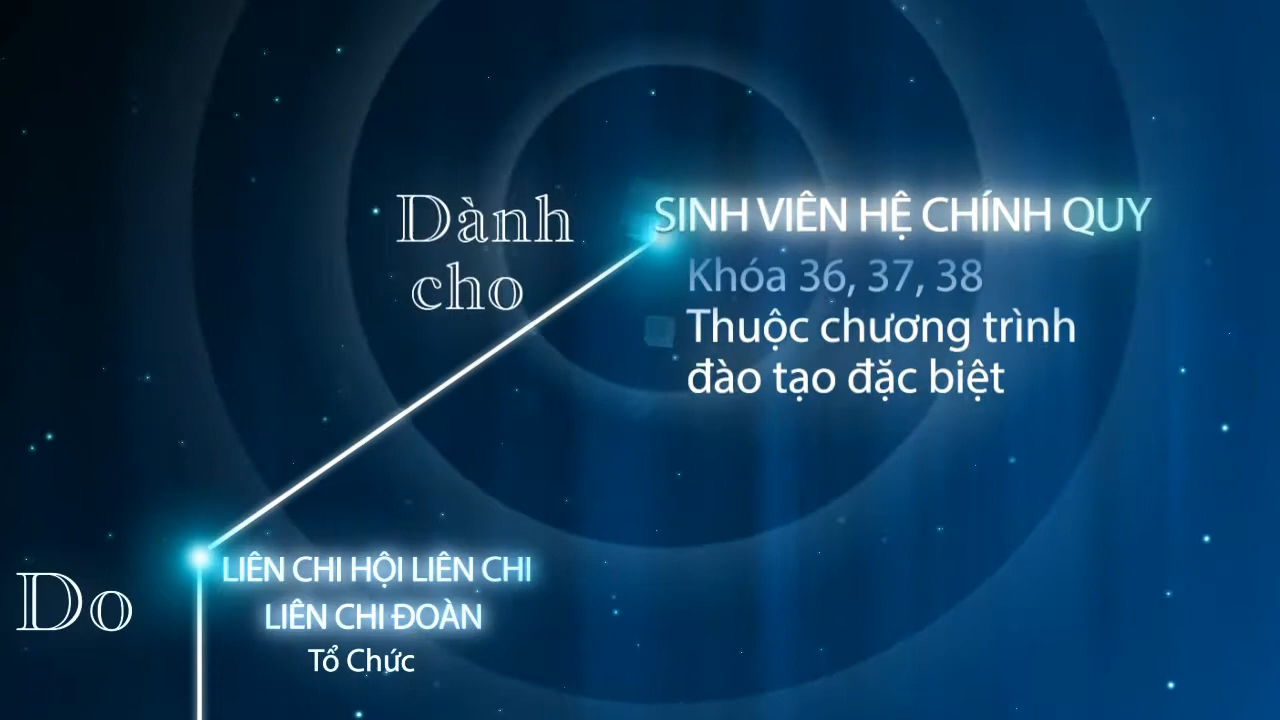 Dành
cho
SINH VIÊN HỆ CHÍNH QUY
Khóa 36, 37, 38
Thuộc chương trình
đào tạo đặc biệt
Do
LIÊN CHI HỘI LIÊN CHI
LIÊN CHI ĐOÀN
Tổ Chức